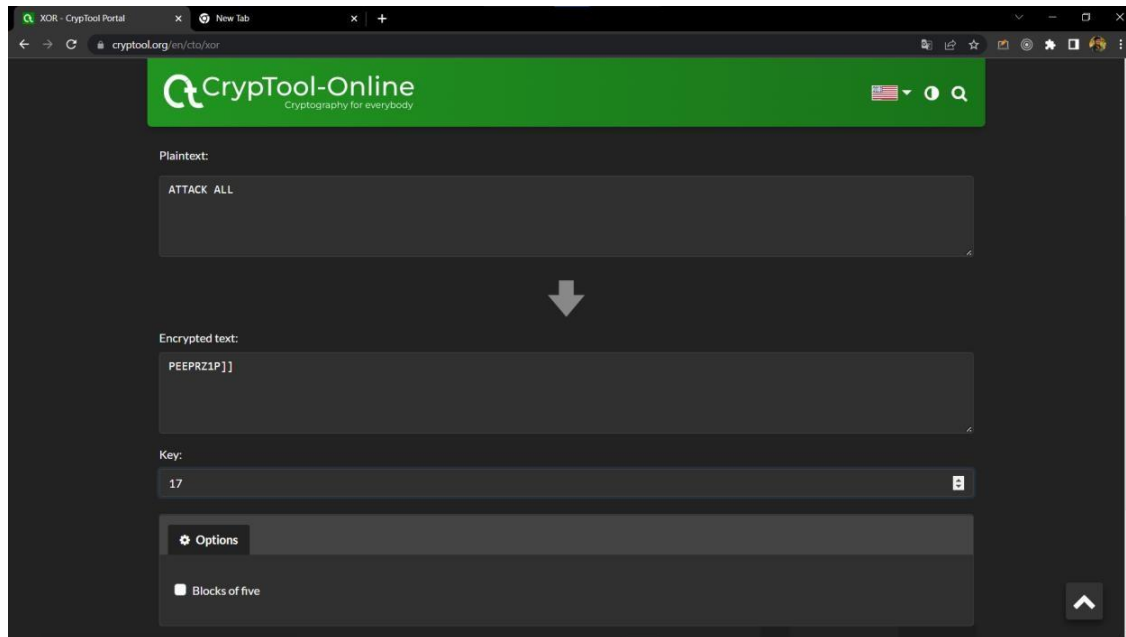 XOR - CrypTool Portal
New Tab
cryptool.org/en/cto/xor
CrypTool-Online
Cryptography for everybody
Plaintext:
ATTACK ALL
Encrypted text:
PEEPRZ1P]]
Key:
17
Options
Blocks of five